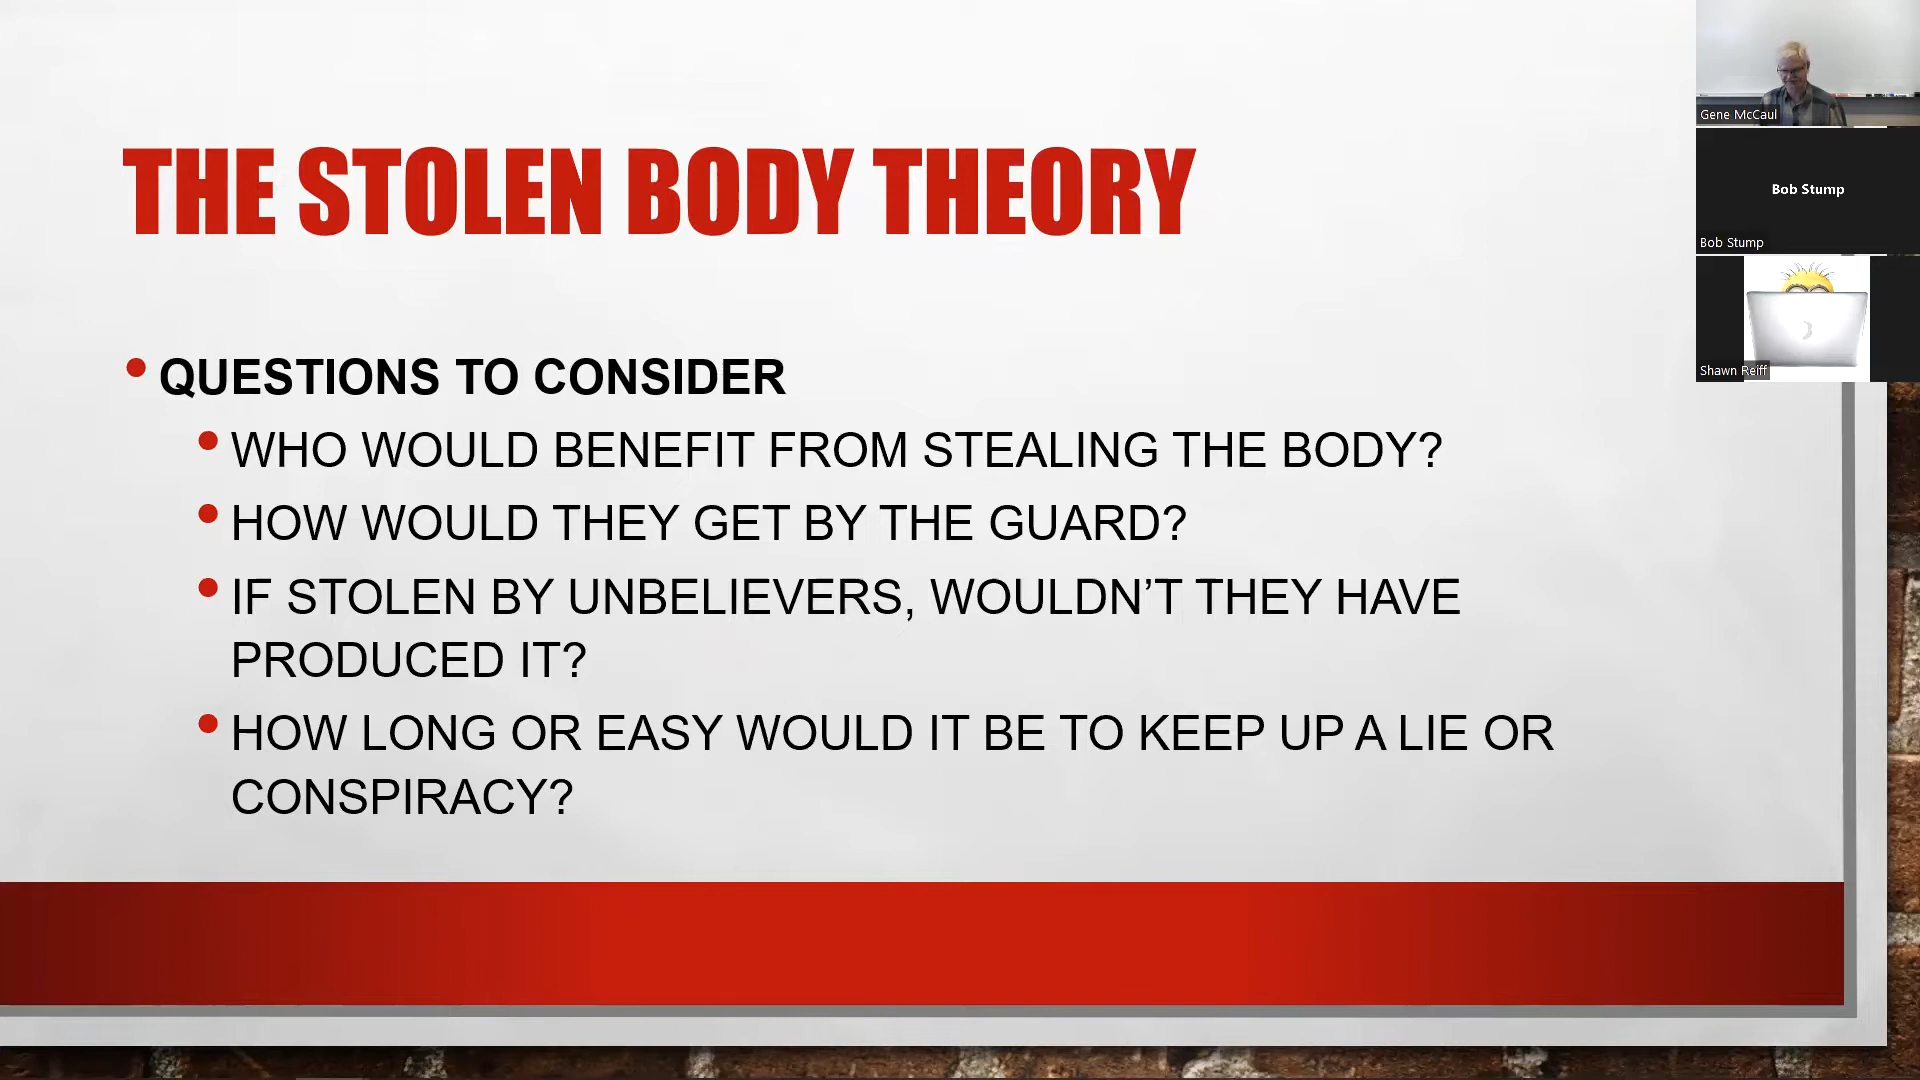 THE STOLEN BODY THEORY
QUESTIONS TO CONSIDER
WHO WOULD BENEFIT FROM STEALING THE BODY?
HOW WOULD THEY GET BY THE GUARD?
IF STOLEN BY UNBELIEVERS, WOULDN’T THEY HAVE
PRODUCED IT?
HOW LONG OR EASY WOULD IT BE TO KEEP UP A LIE OR
CONSPIRACY?
Gene McCaul
Bob Stump
Bob Stump
Shawn Reiff